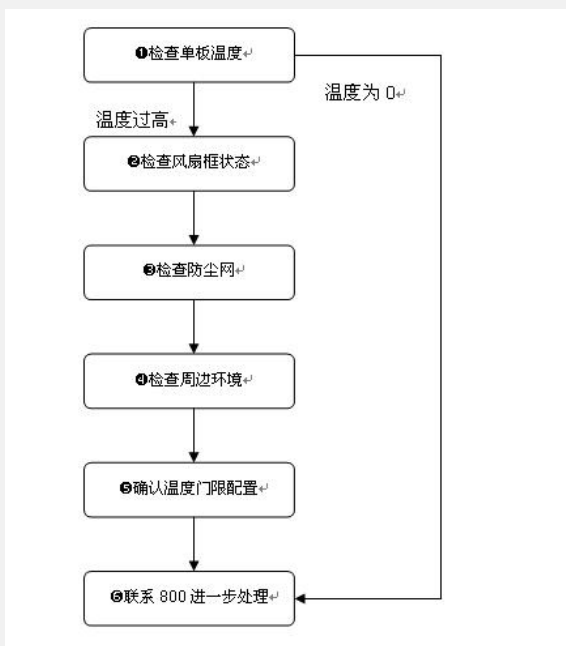 ❶检查单板温度
温度为 0
温度过高
❷检查风扇框状态
❸检查防尘网
❹检查周边环境
❺确认温度门限配置
❻联系 800 进一步处理